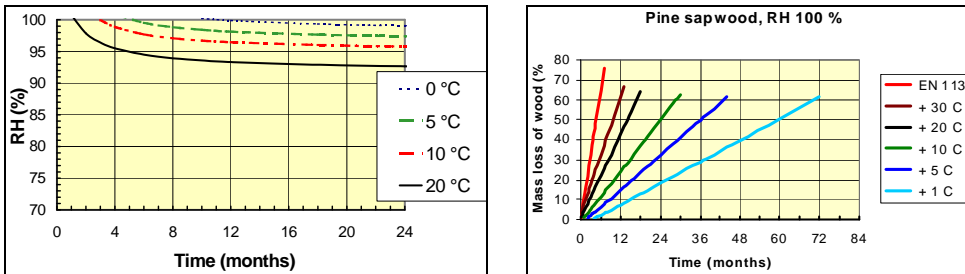 100
95
90
85
80
75
70
RH (%)
0 4 8 12 16 20 24
Time (months)
0 °C
5 °C
10 °C
20 °C
Pine sapwood, RH 100 %
80
70
60
50
40
30
20
10
0
Mass loss of wood (%
0 12 24 36 48 60 72 84
Time (months)
EN 113
+ 30 C
+ 20 C
+ 10 C
+ 5 C
+ 1 C